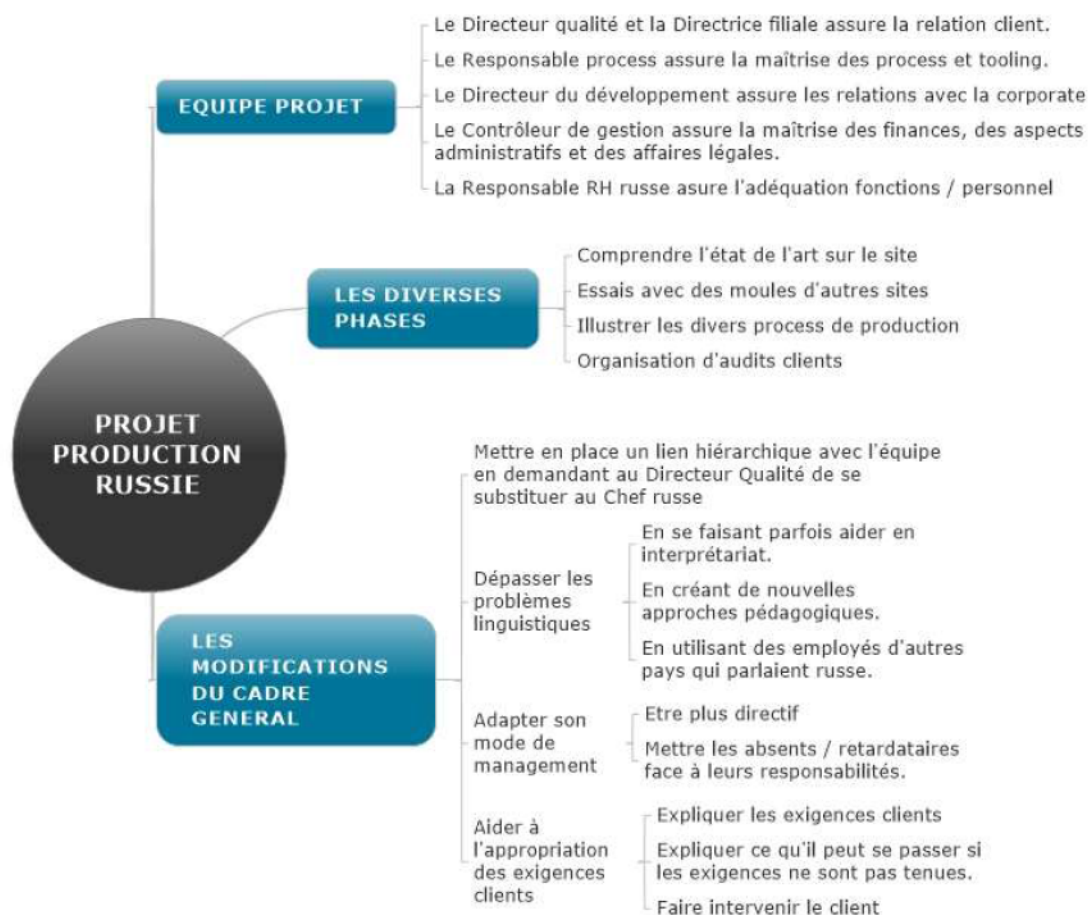 PROJET
PRODUCTION
RUSSIE
EQUIPE PROJET
Le Directeur qualité et la Directrice filiale assure la relation client.
Le Responsable process assure la maîtrise des process et tooling.
Le Directeur du développement assure les relations avec la corporate
Le Contrôleur de gestion assure la maîtrise des finances, des aspects
administratifs et des affaires légales.
La Responsable RH russe asure l'adéquation fonctions / personnel
LES DIVERSES
PHASES
Comprendre l'état de l'art sur le site
Essais avec des moules d'autres sites
Illustrer les divers process de production
Organisation d'audits clients
LES
MODIFICATIONS
DU CADRE
GENERAL
Mettre en place un lien hiérarchique avec l'équipe
en demandant au Directeur Qualité de se
substituer au Chef russe
Dépasser les
problèmes
linguistiques
En se faisant parfois aider en
interprétariat.
En créant de nouvelles
approches pédagogiques.
En utilisant des employés d'autres
pays qui parlaient russe.
Adapter son
mode de
management
Etre plus directif
Mettre les absents / retardataires
face à leurs responsabilités.
Aider à
l'appropriation
des exigences
clients
Expliquer les exigences clients
Expliquer ce qu'il peut se passer si
les exigences ne sont pas tenues.
Faire intervenir le client